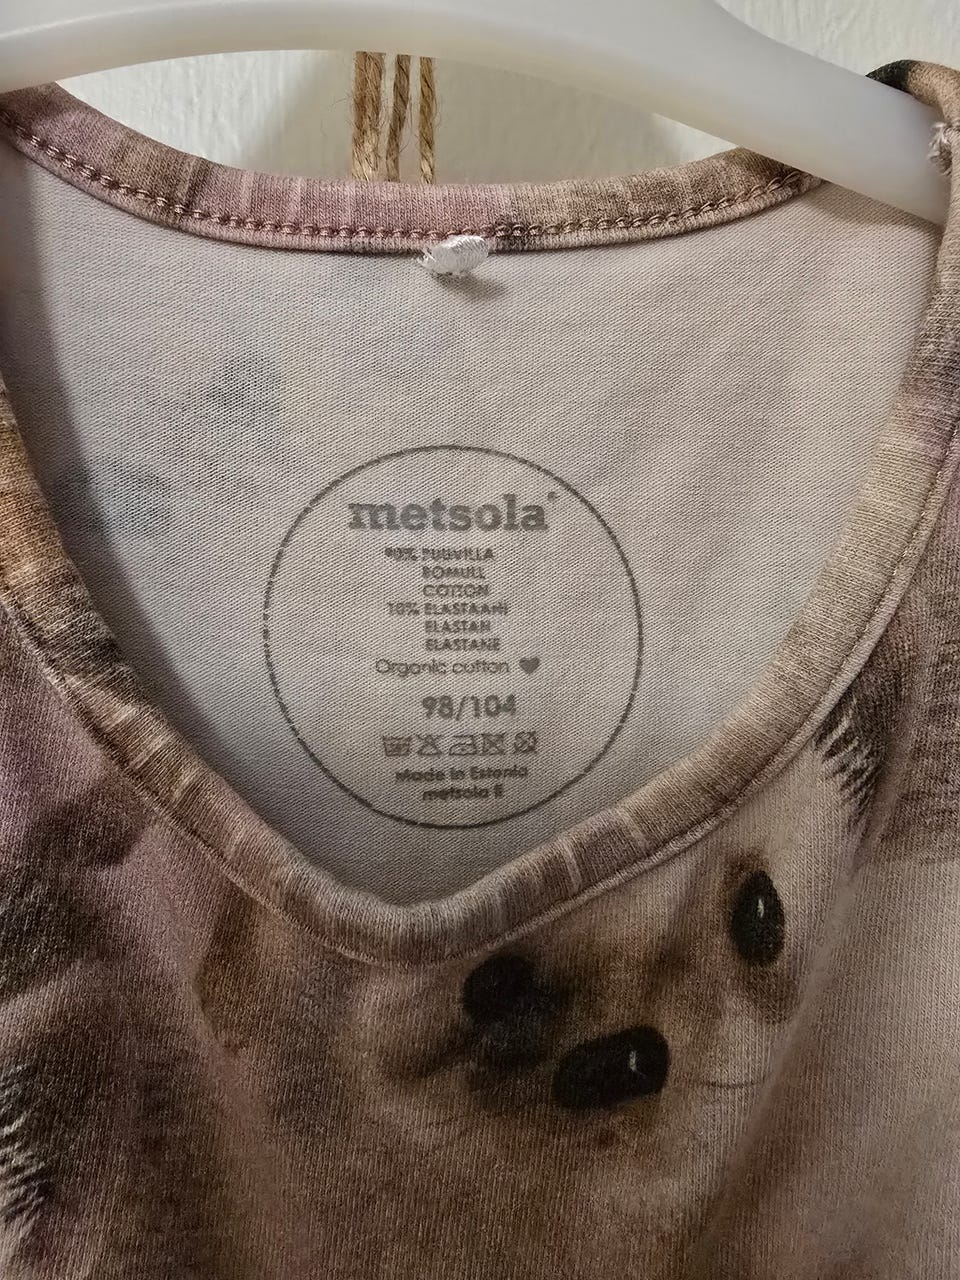 metsola
90% PUUVILLA
BOMULL
COTTON
10% ELASTAANI
ELASTAN
ELASTANE
Organic cotton ♥
98/104
Made in Estonia
metsola